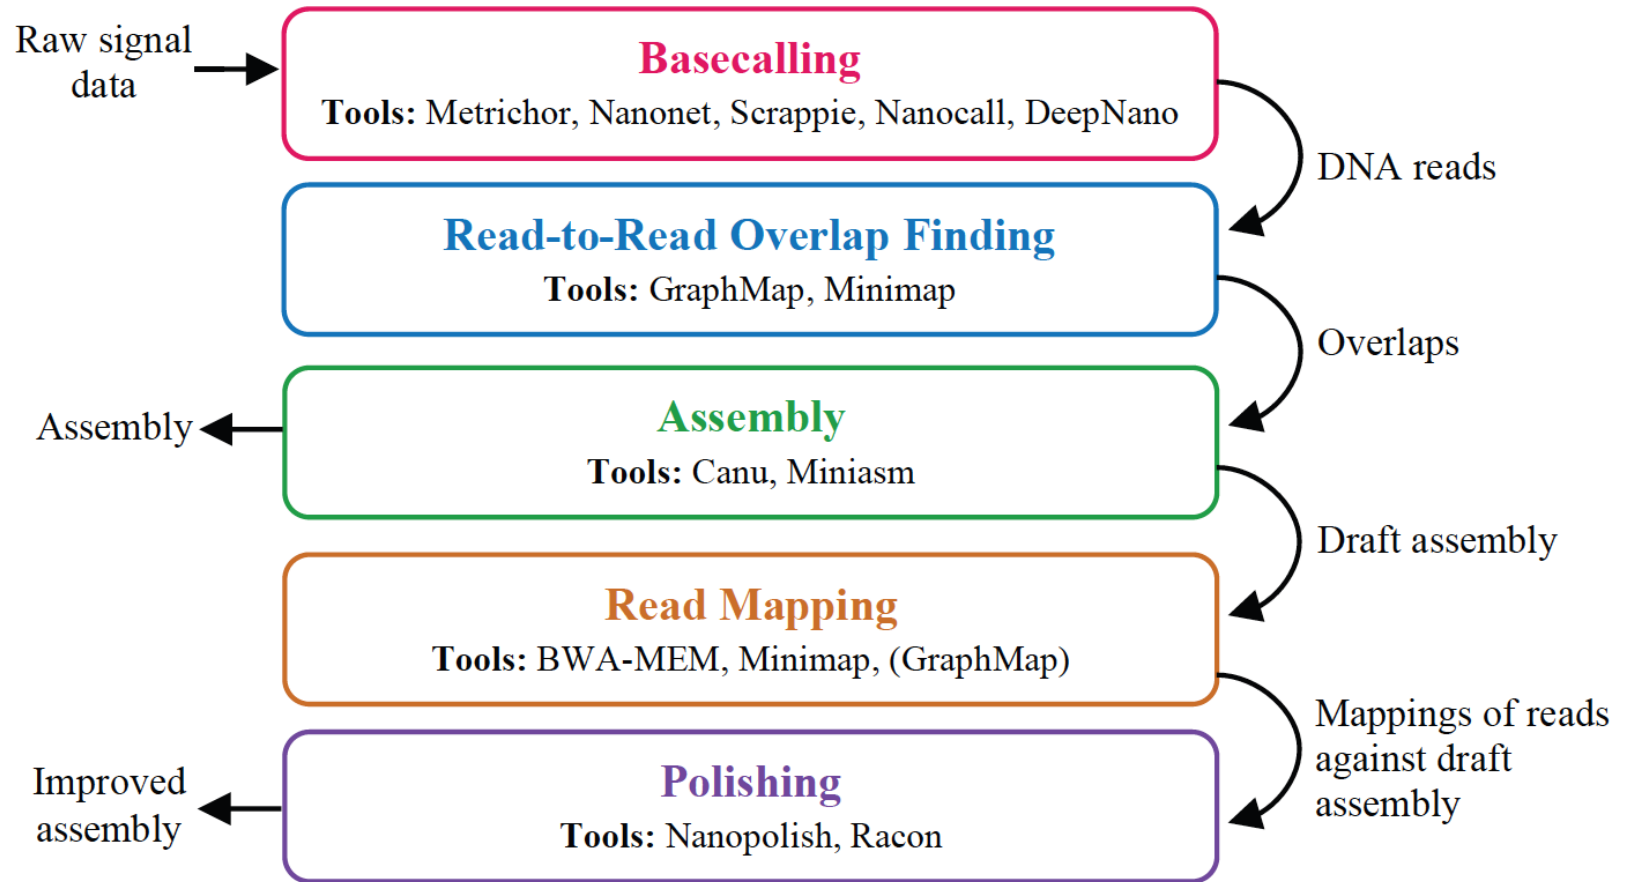 Raw signal
data
Basecalling
Tools: Metrichor, Nanonet, Scrappie, Nanocall, DeepNano
DNA reads
Read-to-Read Overlap Finding
Tools: GraphMap, Minimap
Overlaps
Assembly
Assembly
Tools: Canu, Miniasm
Draft assembly
Read Mapping
Tools: BWA-MEM, Minimap, (GraphMap)
Mappings of reads
against draft
assembly
Improved
assembly
Polishing
Tools: Nanopolish, Racon